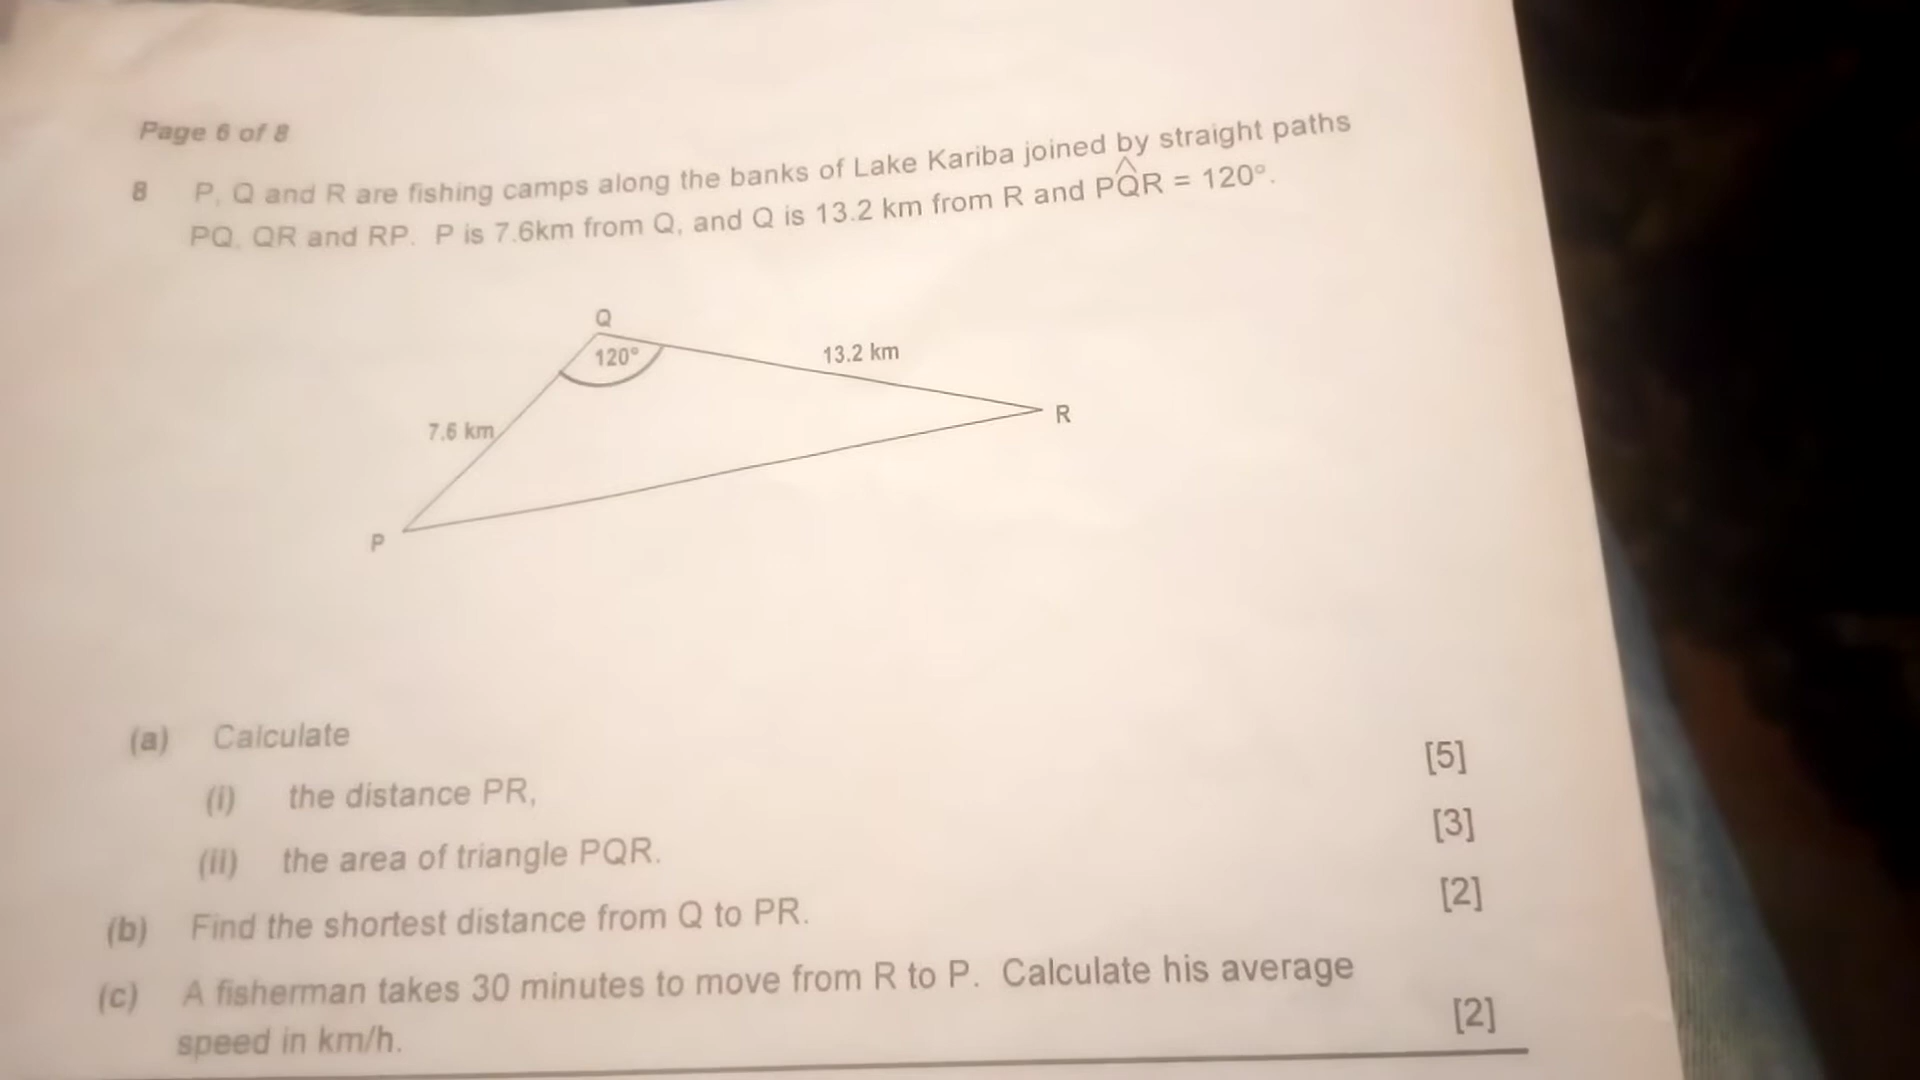 Page 6 of 8
8 P, Q and R are fishing camps along the banks of Lake Kariba joined by straight paths
PQ, QR and RP. P is 7.6km from Q, and Q is 13.2 km from R and PQ̂R = 120°.
Q
120°
13.2 km
R
7.6 km
P
(a) Calculate
(i) the distance PR, [5]
(ii) the area of triangle PQR. [3]
(b) Find the shortest distance from Q to PR. [2]
(c) A fisherman takes 30 minutes to move from R to P. Calculate his average
speed in km/h. [2]